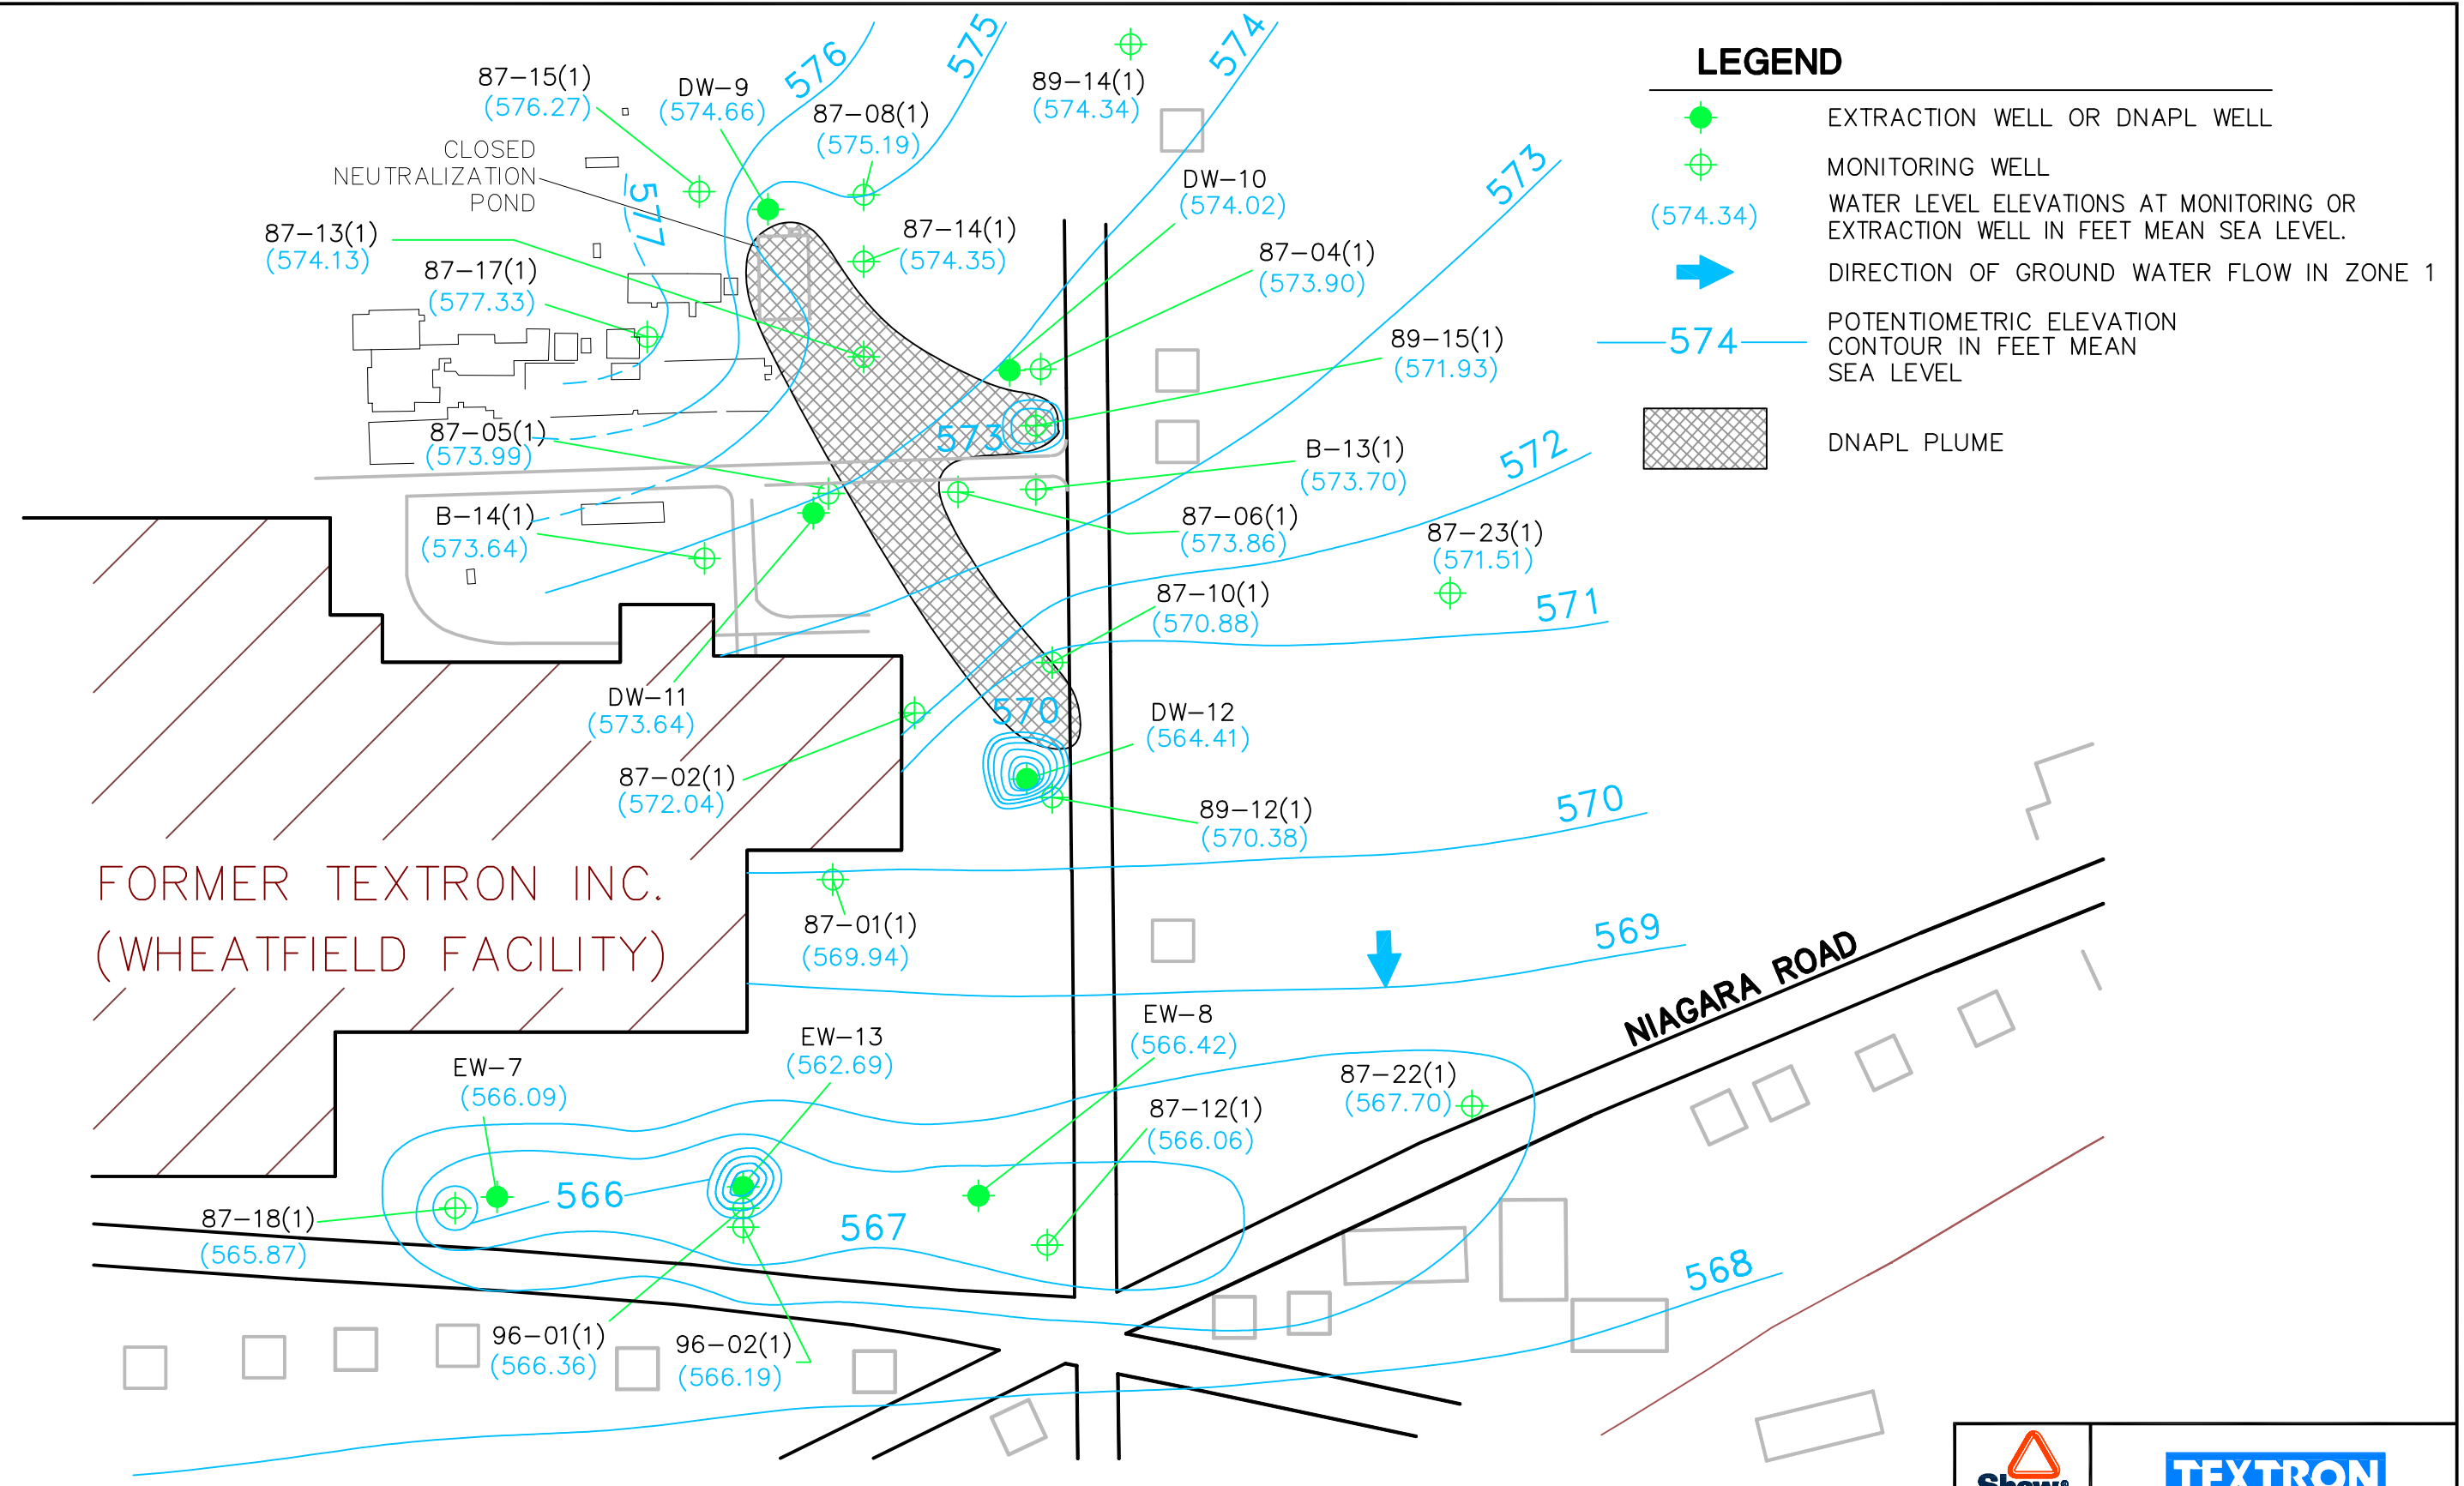 576
575
574
573
572
571
570
569
568
577
573
570
566
567
87-15(1)
(576.27)
DW-9
(574.66)
87-08(1)
(575.19)
89-14(1)
(574.34)
CLOSED
NEUTRALIZATION
POND
DW-10
(574.02)
87-13(1)
(574.13)
87-14(1)
(574.35)
87-17(1)
(577.33)
87-04(1)
(573.90)
89-15(1)
(571.93)
87-05(1)
(573.99)
B-13(1)
(573.70)
B-14(1)
(573.64)
87-06(1)
(573.86)
87-23(1)
(571.51)
87-10(1)
(570.88)
DW-11
(573.64)
DW-12
(564.41)
87-02(1)
(572.04)
89-12(1)
(570.38)
FORMER TEXTRON INC.
(WHEATFIELD FACILITY)
87-01(1)
(569.94)
NIAGARA ROAD
EW-13
(562.69)
EW-8
(566.42)
EW-7
(566.09)
87-22(1)
(567.70)
87-12(1)
(566.06)
87-18(1)
(565.87)
96-01(1)
(566.36)
96-02(1)
(566.19)
LEGEND
EXTRACTION WELL OR DNAPL WELL
MONITORING WELL
(574.34)
WATER LEVEL ELEVATIONS AT MONITORING OR
EXTRACTION WELL IN FEET MEAN SEA LEVEL.
DIRECTION OF GROUND WATER FLOW IN ZONE 1
574
POTENTIOMETRIC ELEVATION
CONTOUR IN FEET MEAN
SEA LEVEL
DNAPL PLUME
Shaw®
TEXTRON